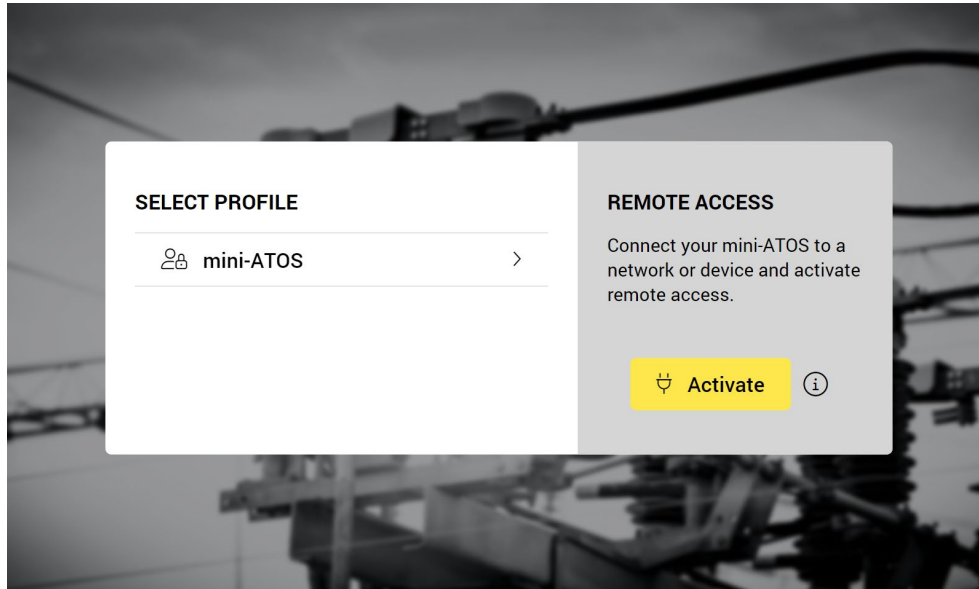 SELECT PROFILE
mini-ATOS
REMOTE ACCESS
Connect your mini-ATOS to a
network or device and activate
remote access.
Activate